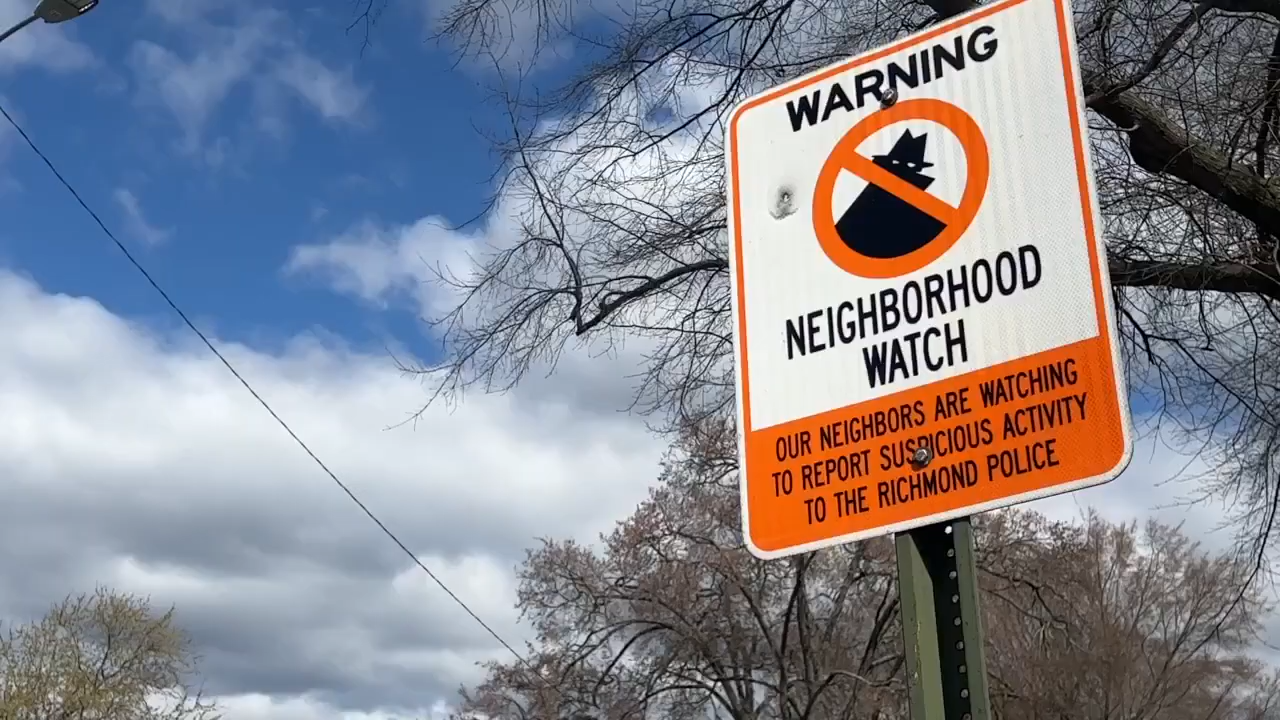 WARNING
NEIGHBORHOOD
WATCH
OUR NEIGHBORS ARE WATCHING
TO REPORT SUSPICIOUS ACTIVITY
TO THE RICHMOND POLICE